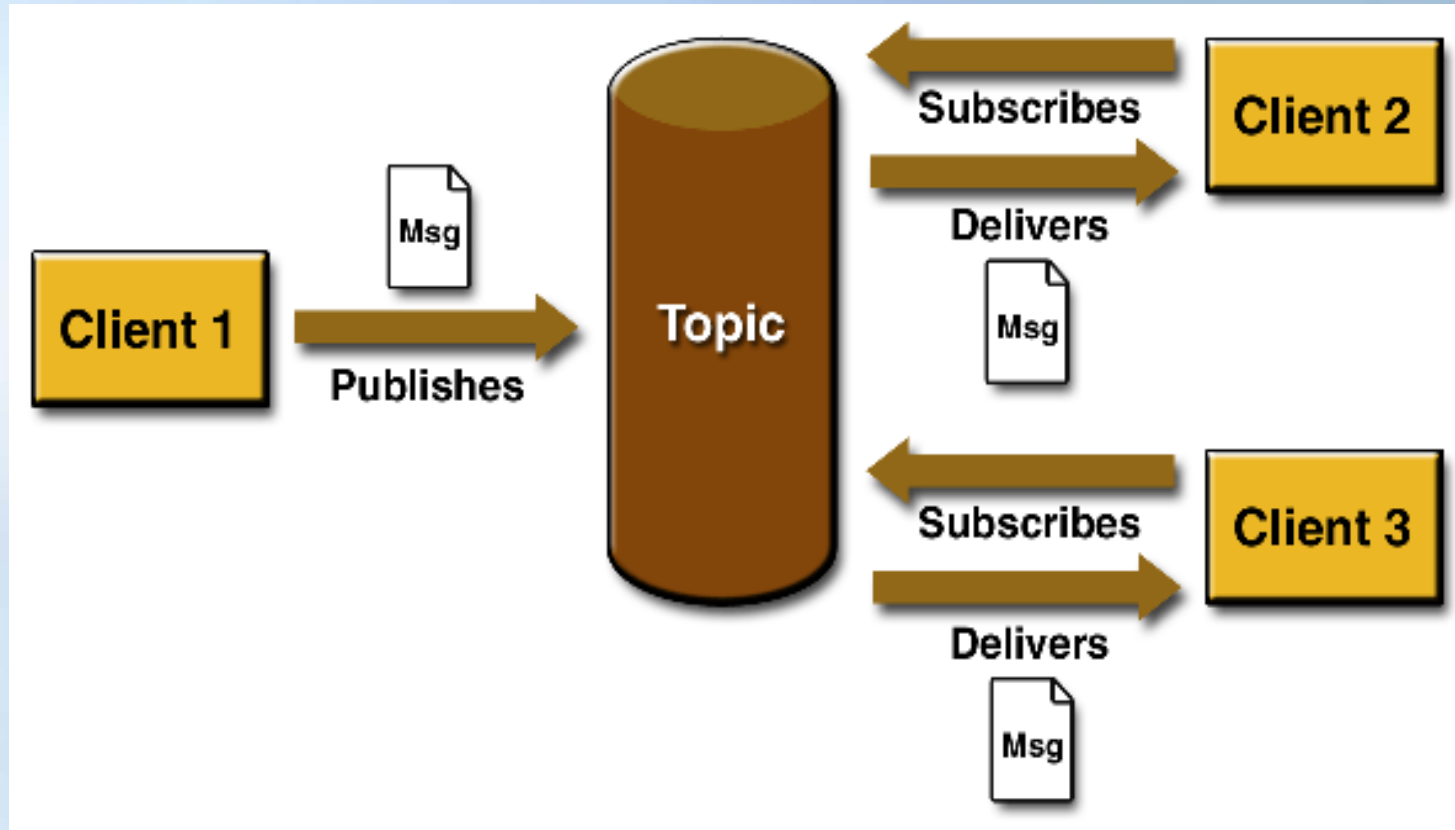 Client 1
Msg
Publishes
Topic
Subscribes
Delivers
Msg
Client 2
Subscribes
Delivers
Msg
Client 3